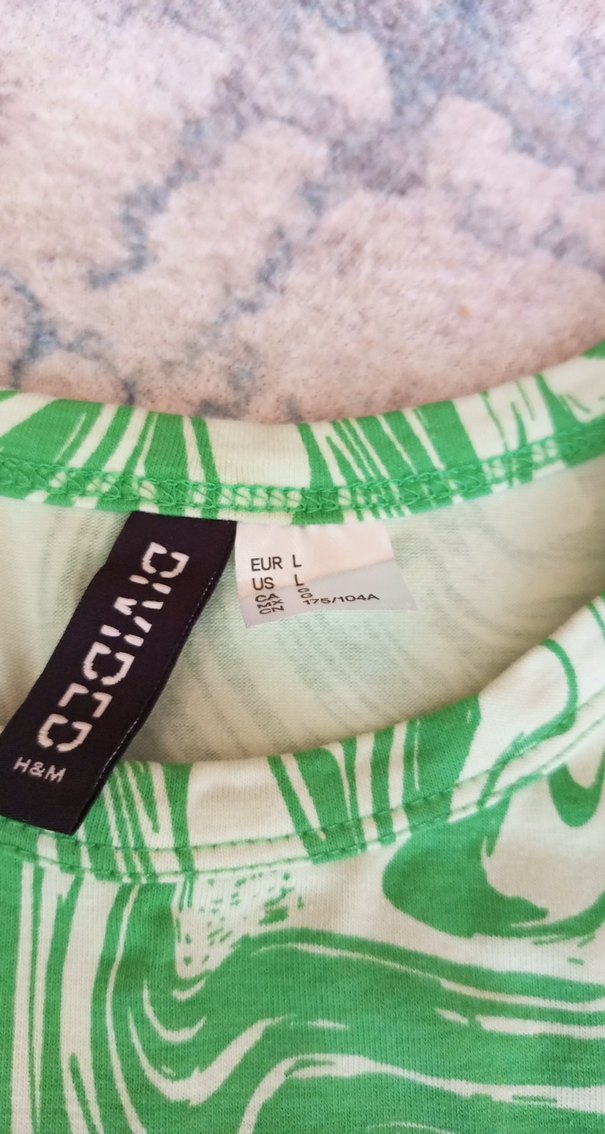 DIVIDED
H&M
EUR L
US L
CA
MX G
CN 175/104A